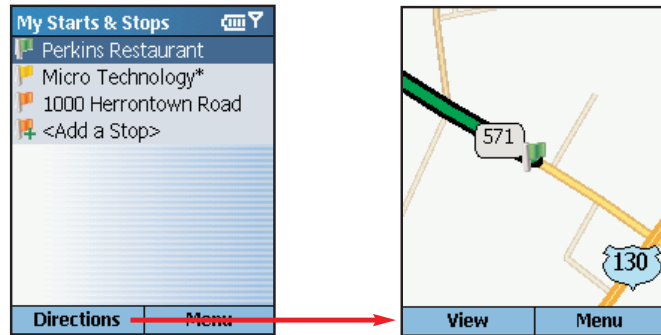 My Starts & Stops
Perkins Restaurant
Micro Technology*
1000 Herrontown Road
<Add a Stop>
Directions Menu
571
130
View Menu